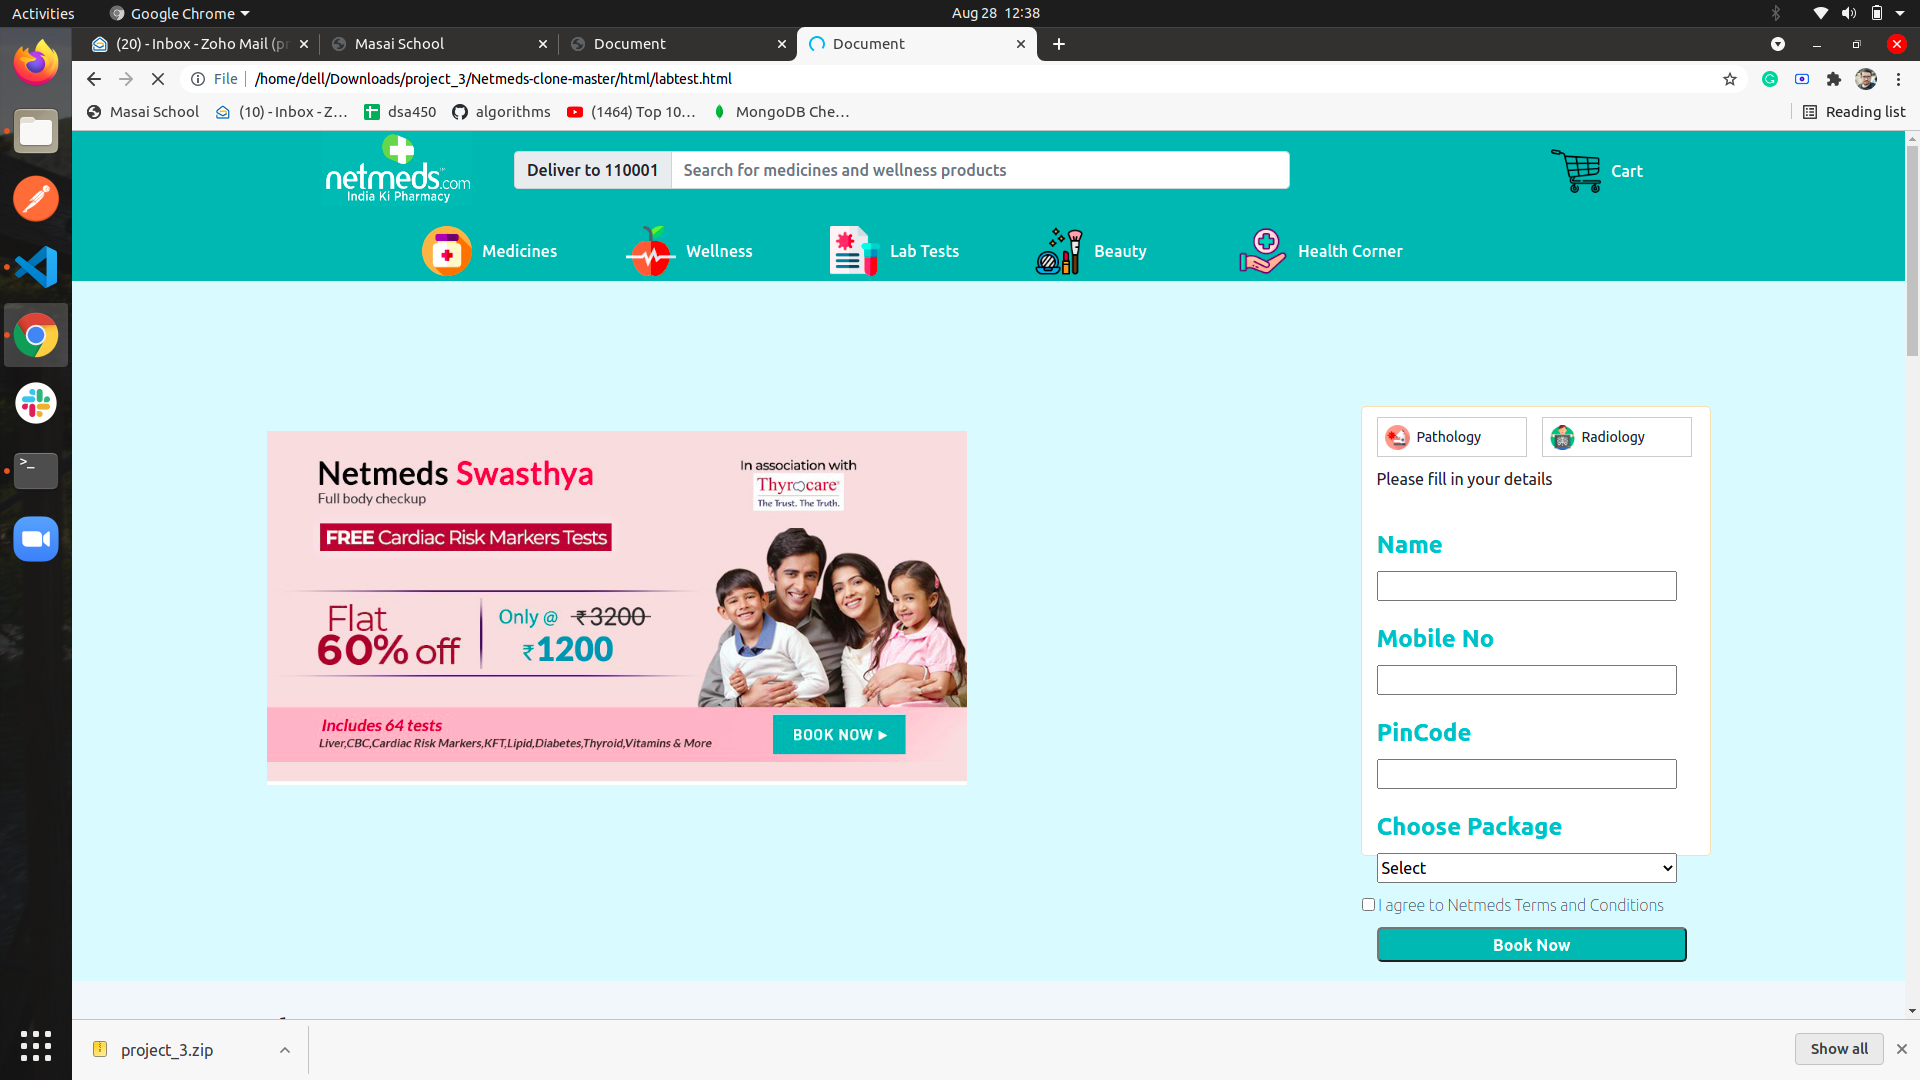 Activities
Google Chrome
Aug 28 12:38
(20) - Inbox - Zoho Mail (pr
Masai School
Document
Document
File
/home/dell/Downloads/project_3/Netmeds-clone-master/html/labtest.html
Masai School
(10) - Inbox - Z...
dsa450
algorithms
(1464) Top 10...
MongoDB Che...
Reading list
netmeds.com
India Ki Pharmacy
Deliver to 110001
Search for medicines and wellness products
Cart
Medicines
Wellness
Lab Tests
Beauty
Health Corner
Netmeds Swasthya
Full body checkup
In association with
Thyrocare
The Trust. The Truth.
FREE Cardiac Risk Markers Tests
Flat
60% off
Only @ ₹3200
₹1200
Includes 64 tests
Liver,CBC,Cardiac Risk Markers,KFT,Lipid,Diabetes,Thyroid,Vitamins & More
BOOK NOW
Pathology
Radiology
Please fill in your details
Name
Mobile No
PinCode
Choose Package
Select
I agree to Netmeds Terms and Conditions
Book Now
project_3.zip
Show all